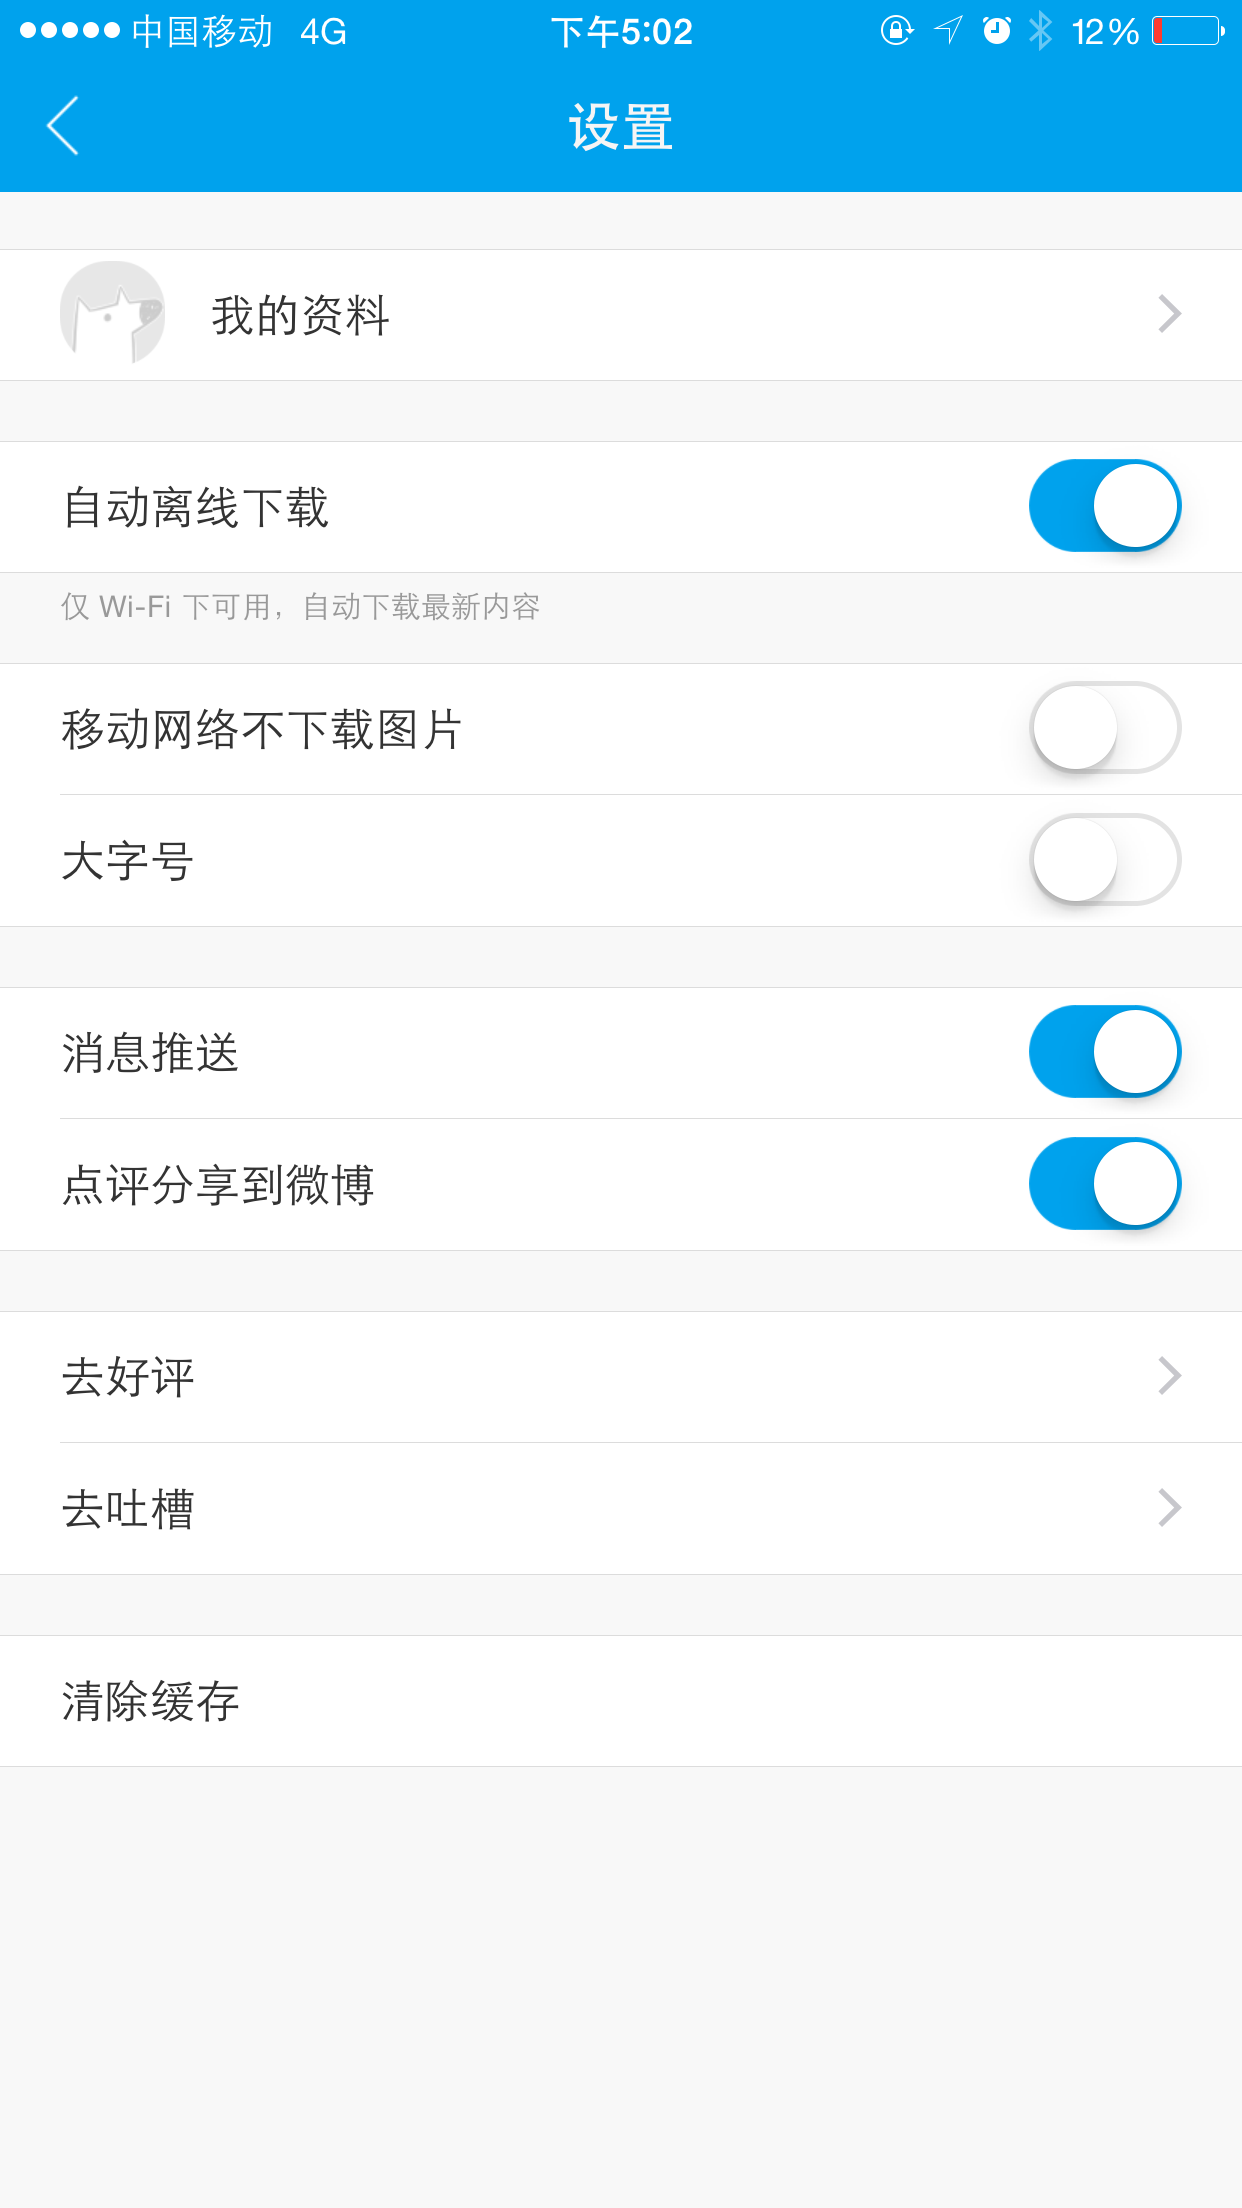 中国移动 4G 下午5:02 12%
设置
我的资料
自动离线下载
仅 Wi-Fi 下可用，自动下载最新内容
移动网络不下载图片
大字号
消息推送
点评分享到微博
去好评
去吐槽
清除缓存